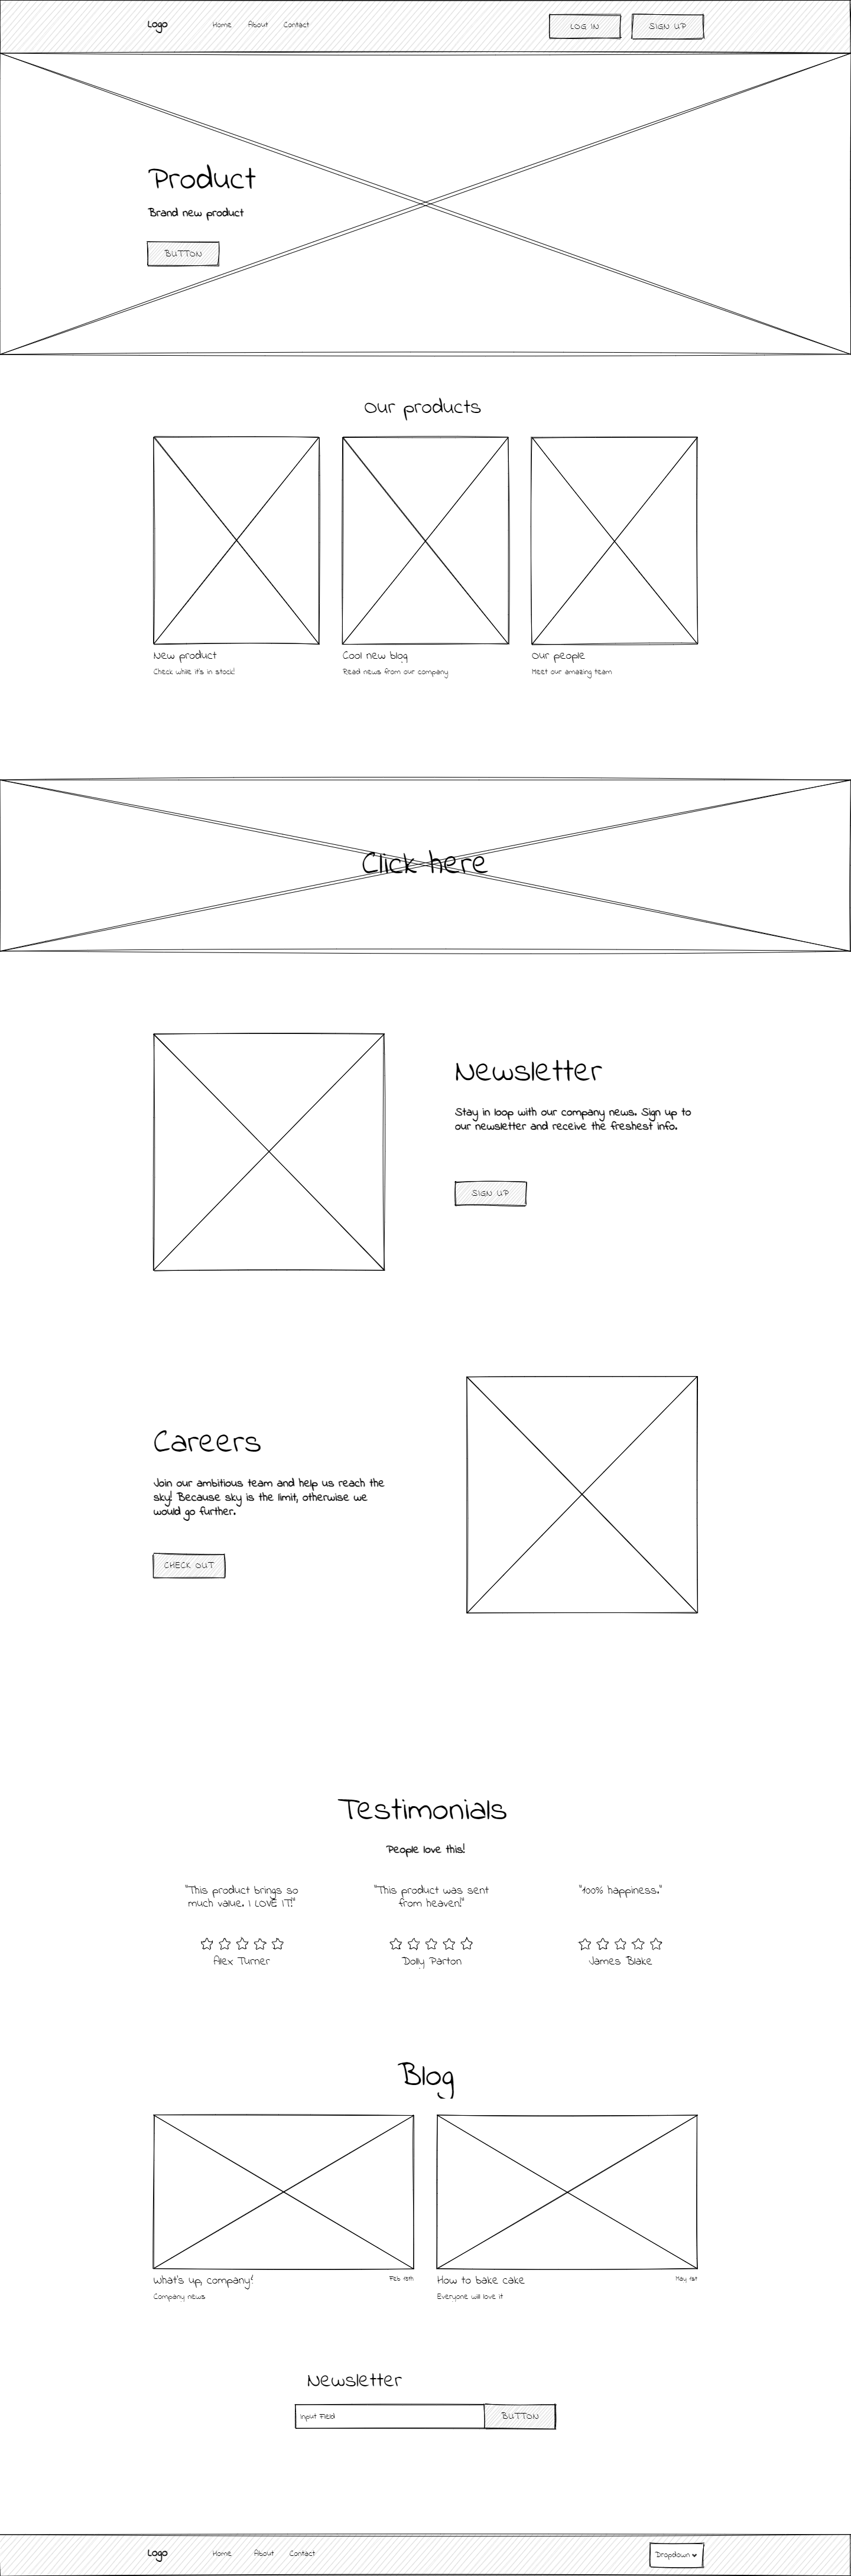 Logo Home About Contact LOG IN SIGN UP
Product
Brand new product
BUTTON
Our products
New product Cool new blog Our people
Check while it's in stock! Read news from our company Meet our amazing team
Click here
Newsletter
Stay in loop with our company news. Sign up to
our newsletter and receive the freshest info.
SIGN UP
Careers
Join our ambitious team and help us reach the
sky! Because sky is the limit, otherwise we
would go further.
CHECK OUT
Testimonials
People love this!
"This product brings so
much value. I LOVE IT!"
Alex Turner
"This product was sent
from heaven!"
Dolly Parton
"100% happiness."
James Blake
Blog
What's up, company? Feb 15th
Company news
How to bake cake May 1st
Everyone will love it
Newsletter
Input Field BUTTON
Logo Home About Contact Dropdown